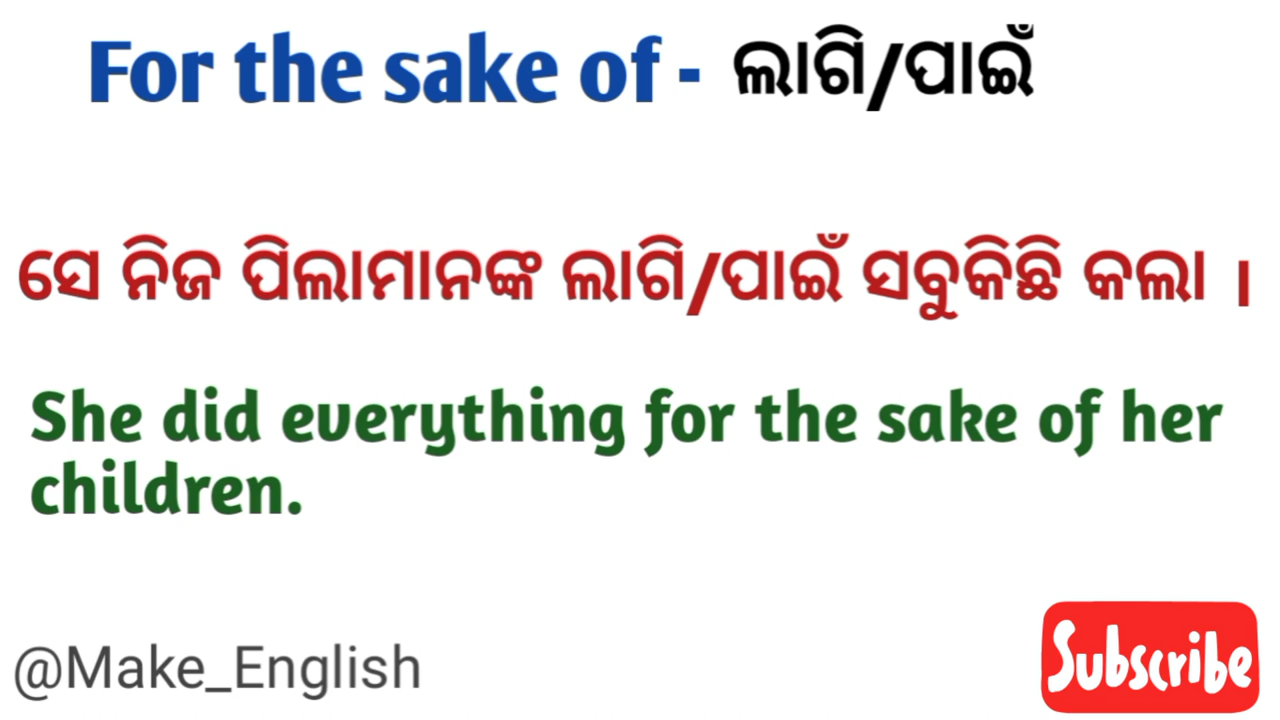 For the sake of - ଲାଗି/ପାଇଁ
ସେ ନିଜ ପିଲାମାନଙ୍କ ଲାଗି/ପାଇଁ ସବୁକିଛି କଲା ।
She did everything for the sake of her
children.
@Make_English
Subscribe